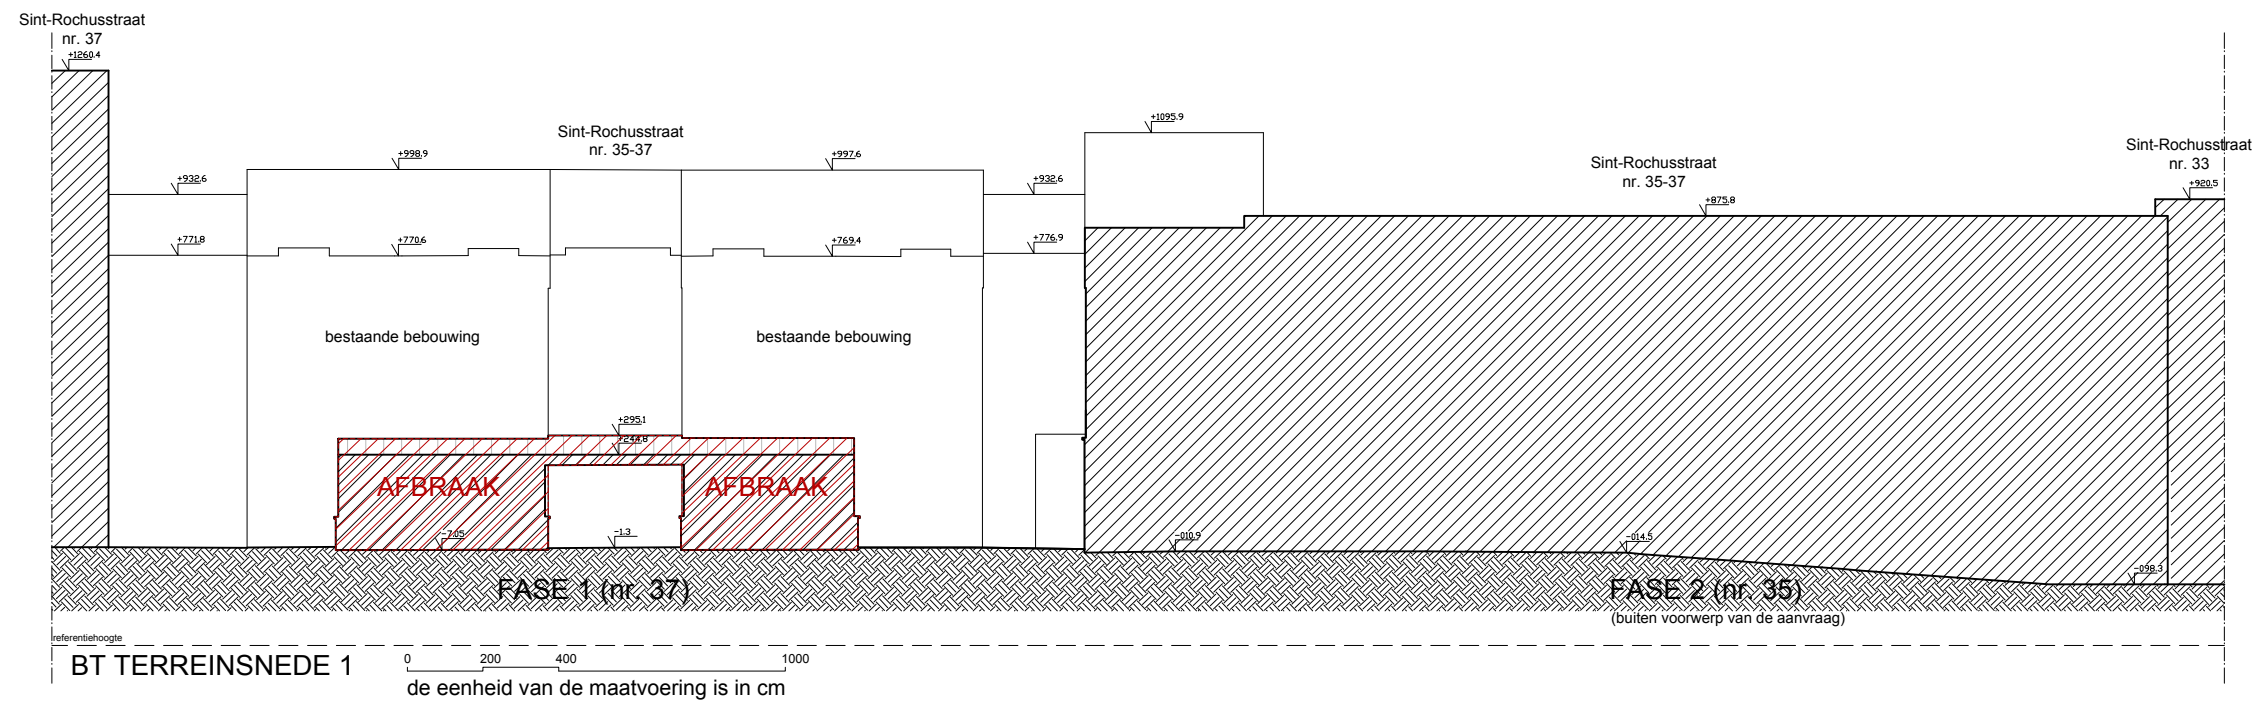 Sint-Rochusstraat
nr. 37
+1260.4
+1095.9
Sint-Rochusstraat
nr. 35-37
Sint-Rochusstraat
nr. 33
+998.9
+997.6
Sint-Rochusstraat
nr. 35-37
+932.6
+932.6
+920.5
+875.8
+771.8
+770.6
+769.4
+776.9
bestaande bebouwing
bestaande bebouwing
+295.1
+244.8
AFBRAAK
AFBRAAK
-7.05
-1.3
-010.9
-014.5
-098.3
FASE 1 (nr. 37)
FASE 2 (nr. 35)
(buiten voorwerp van de aanvraag)
referentiehoogte
BT TERREINSNEDE 1
0 200 400 1000
de eenheid van de maatvoering is in cm